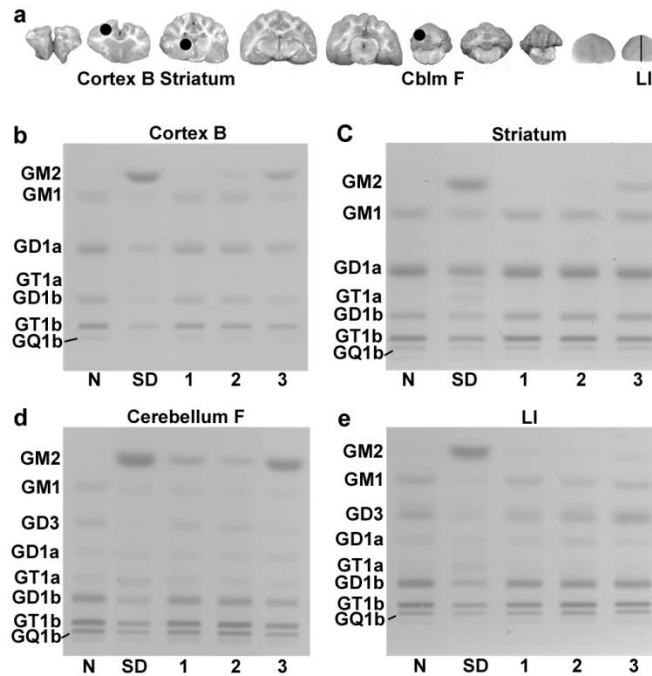 a
Cortex B Striatum Cblm F LI
b Cortex B
GM2
GM1
GD1a
GT1a
GD1b
GT1b
GQ1b
N SD 1 2 3
C Striatum
GM2
GM1
GD1a
GT1a
GD1b
GT1b
GQ1b
N SD 1 2 3
d Cerebellum F
GM2
GM1
GD3
GD1a
GT1a
GD1b
GT1b
GQ1b
N SD 1 2 3
e LI
GM2
GM1
GD3
GD1a
GT1a
GD1b
GT1b
GQ1b
N SD 1 2 3